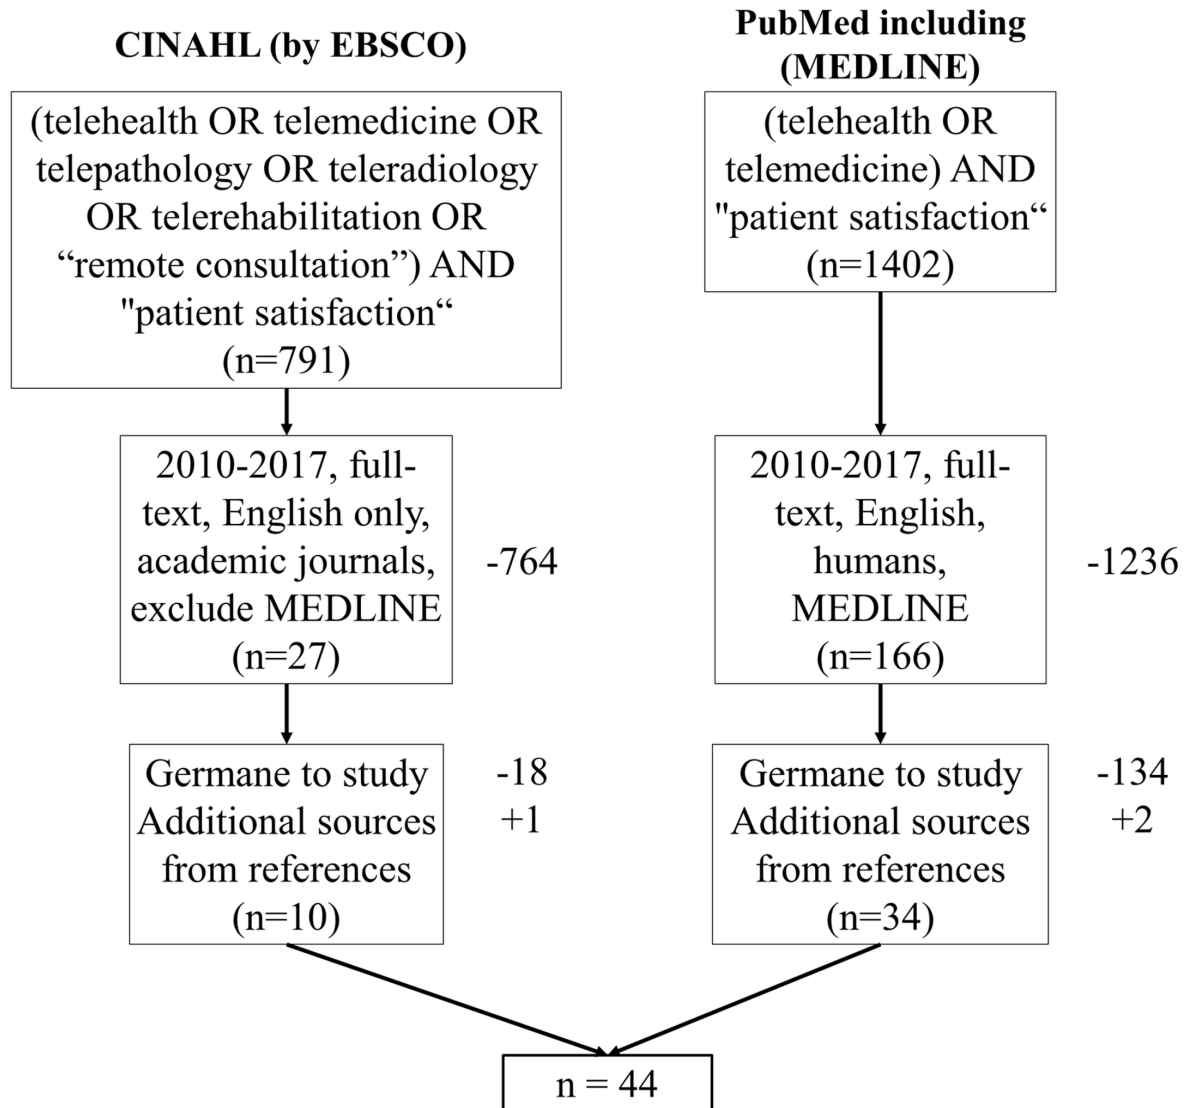 CINAHL (by EBSCO)
(telehealth OR telemedicine OR
telepathology OR teleradiology
OR telerehabilitation OR
“remote consultation”) AND
"patient satisfaction“
(n=791)
2010-2017, full-
text, English only,
academic journals,
exclude MEDLINE
(n=27)
-764
Germane to study
Additional sources
from references
(n=10)
-18
+1
PubMed including
(MEDLINE)
(telehealth OR
telemedicine) AND
"patient satisfaction“
(n=1402)
2010-2017, full-
text, English,
humans,
MEDLINE
(n=166)
-1236
Germane to study
Additional sources
from references
(n=34)
-134
+2
n = 44